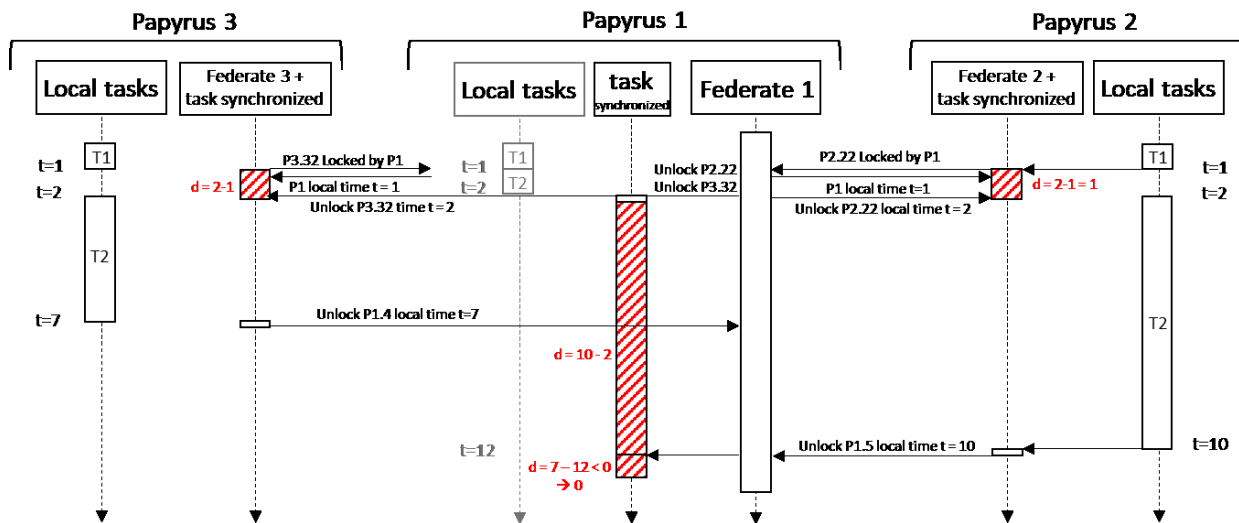 Papyrus 3
Papyrus 1
Papyrus 2
Local tasks
Federate 3 +
task synchronized
Local tasks
task
synchronized
Federate 1
Federate 2 +
task synchronized
Local tasks
T1
t=1
P3.32 Locked by P1
T1
t=1
Unlock P2.22
P2.22 Locked by P1
T1
t=1
d = 2-1
P1 local time t = 1
T2
t=2
Unlock P3.32
P1 local time t=1
d = 2-1 = 1
t=2
t=2
Unlock P3.32 time t = 2
Unlock P2.22 local time t = 2
T2
t=7
Unlock P1.4 local time t=7
T2
d = 10 - 2
t=12
Unlock P1.5 local time t = 10
t=10
d = 7 – 12 < 0
→ 0